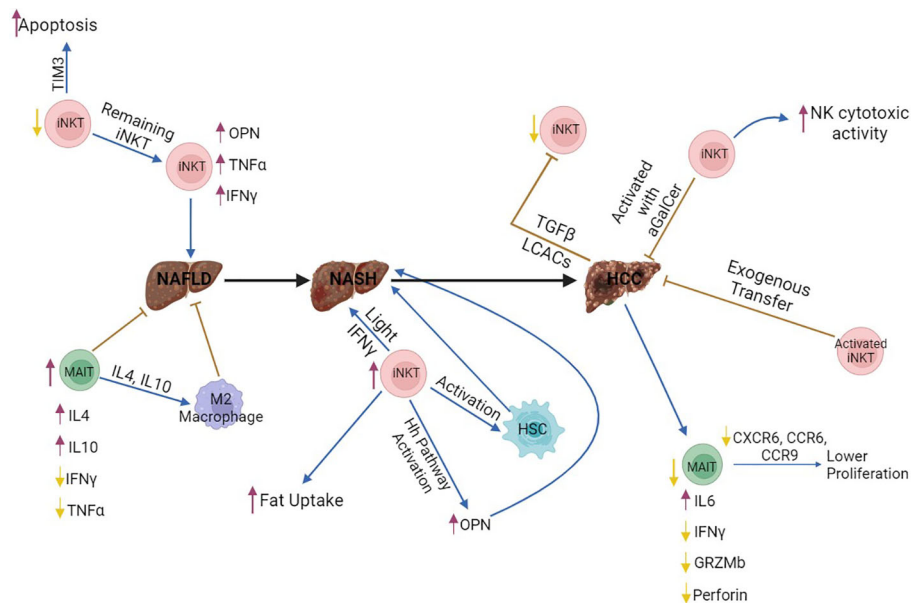 Apoptosis
TIM3
iNKT
Remaining
iNKT
iNKT
OPN
TNFα
IFNγ
NAFLD
MAIT
IL4, IL10
M2
Macrophage
IL4
IL10
IFNγ
TNFα
NASH
Light
IFNγ
iNKT
Activation
HSC
Hh Pathway
Activation
Fat Uptake
OPN
iNKT
TGFβ
LCACs
HCC
iNKT
Activated
with
aGalCer
NK cytotoxic
activity
Exogenous
Transfer
Activated
iNKT
MAIT
CXCR6, CCR6,
CCR9
Lower
Proliferation
IL6
IFNγ
GRZMb
Perforin